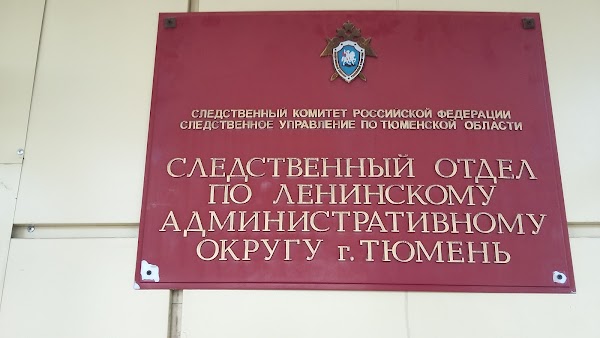 СЛЕДСТВЕННЫЙ КОМИТЕТ РОССИЙСКОЙ ФЕДЕРАЦИИ
СЛЕДСТВЕННОЕ УПРАВЛЕНИЕ ПО ТЮМЕНСКОЙ ОБЛАСТИ
СЛЕДСТВЕННЫЙ ОТДЕЛ
ПО ЛЕНИНСКОМУ
АДМИНИСТРАТИВНОМУ
ОКРУГУ г. ТЮМЕНЬ